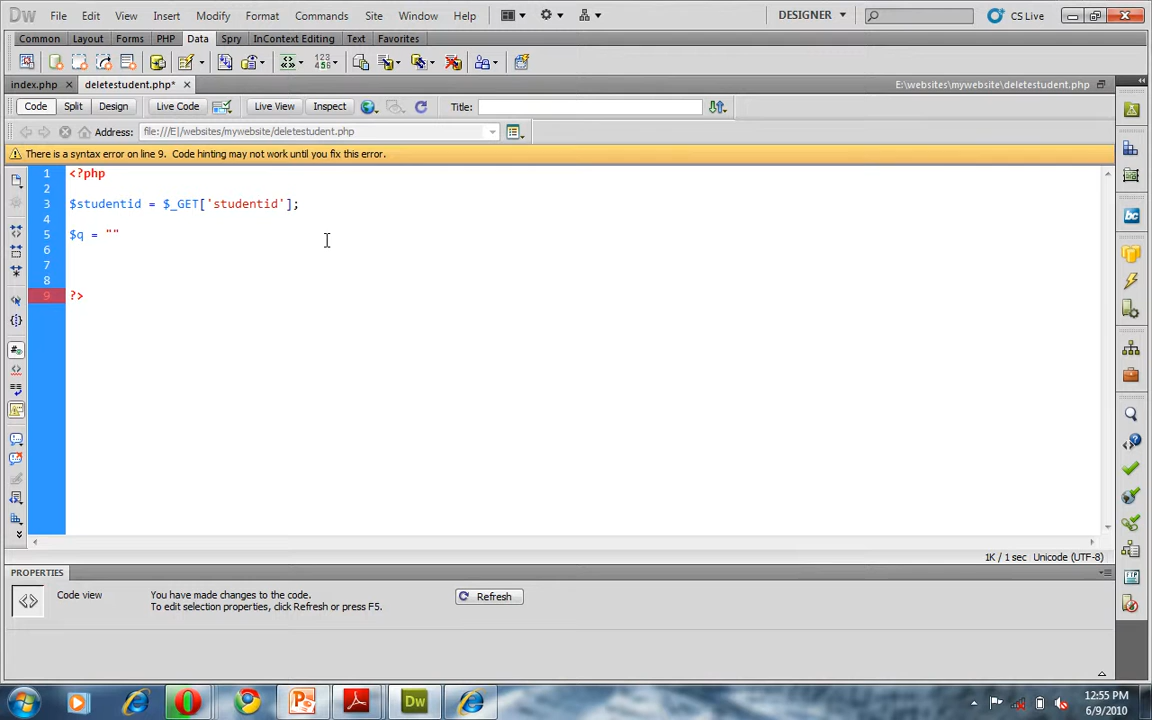 Dw File Edit View Insert Modify Format Commands Site Window Help DESIGNER CS Live
Common Layout Forms PHP Data Spry InContext Editing Text Favorites
index.php deletestudent.php* E:\websites\mywebsite\deletestudent.php
Code Split Design Live Code Live View Inspect Title:
Address: file:///E|/websites/mywebsite/deletestudent.php
There is a syntax error on line 9. Code hinting may not work until you fix this error.
1 <?php
2
3 $studentid = $_GET['studentid'];
4
5 $q = ""
6
7
8
9 ?>
1K / 1 sec Unicode (UTF-8)
PROPERTIES
Code view You have made changes to the code. Refresh
To edit selection properties, click Refresh or press F5.
12:55 PM
6/9/2010